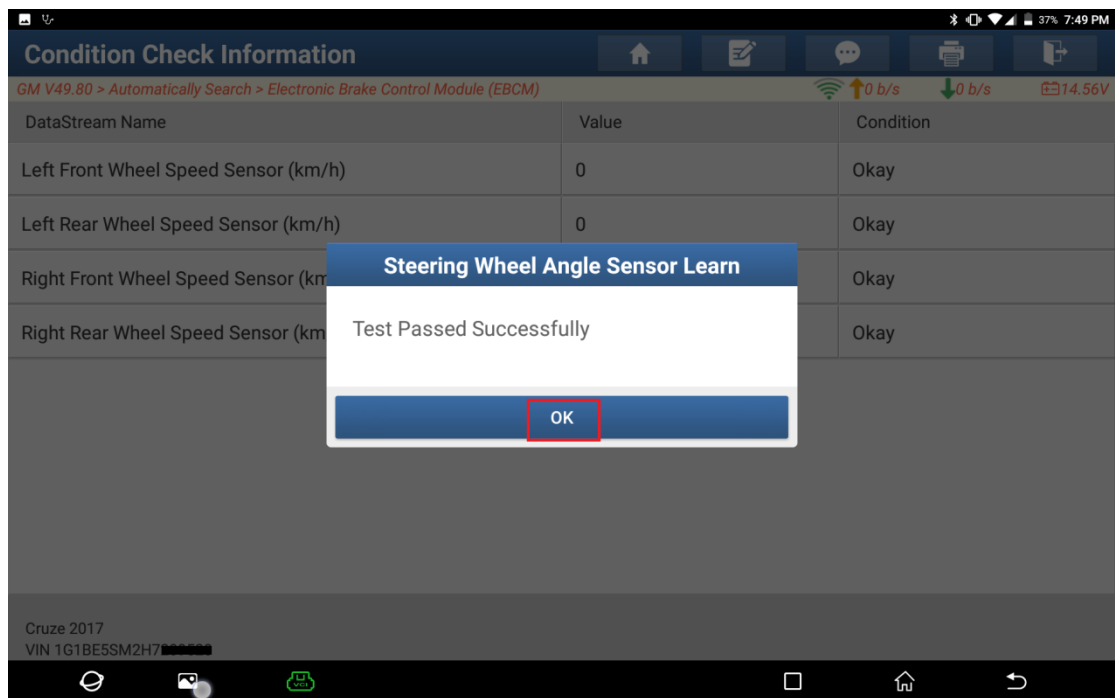 37% 7:49 PM
Condition Check Information
GM V49.80 > Automatically Search > Electronic Brake Control Module (EBCM) 0 b/s 0 b/s 14.56V
DataStream Name Value Condition
Left Front Wheel Speed Sensor (km/h) 0 Okay
Left Rear Wheel Speed Sensor (km/h) 0 Okay
Steering Wheel Angle Sensor Learn
Right Front Wheel Speed Sensor (km Okay
Test Passed Successfully
Right Rear Wheel Speed Sensor (km Okay
OK
Cruze 2017
VIN 1G1BE5SM2H7
VCI